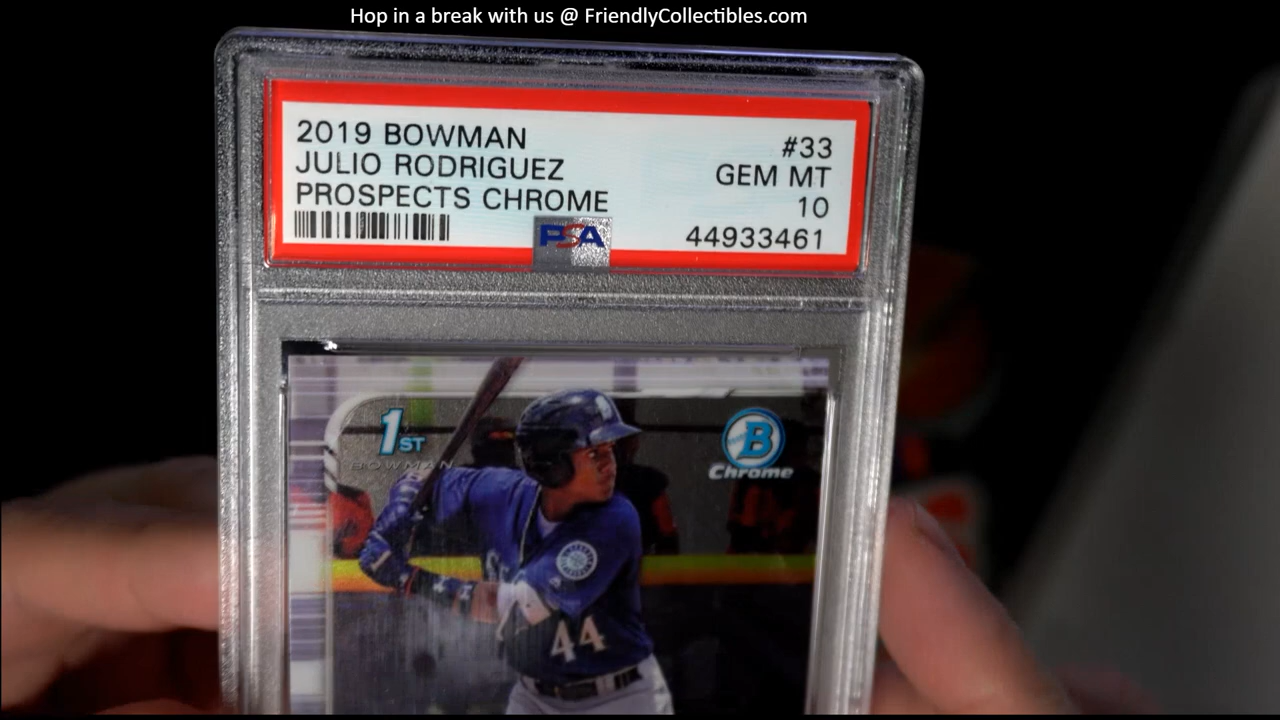 Hop in a break with us @ FriendlyCollectibles.com
2019 BOWMAN #33
JULIO RODRIGUEZ GEM MT
PROSPECTS CHROME 10
PSA 44933461
1ST
BOWMAN
B
Chrome
44